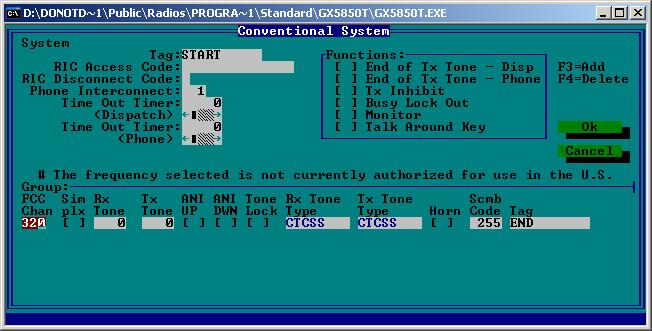 D:\DONOTD~1\Public\Radios\PROGRA~1\Standard\GX5850T\GX5850T.EXE
Conventional System
System
Tag: START
RIC Access Code:
RIC Disconnect Code:
Phone Interconnect: 1
Time Out Timer: 0
(Dispatch)
Time Out Timer: 0
(Phone)
Functions:
[ ] End of Tx Tone - Disp
[ ] End of Tx Tone - Phone
[ ] Tx Inhibit
[ ] Busy Lock Out
[ ] Monitor
[ ] Talk Around Key
F3=Add
F4=Delete
Ok
Cancel
# The frequency selected is not currently authorized for use in the U.S.
Group:
FCC Sim Rx Tx ANI ANI Tone Rx Tone Tx Tone Scmb
Chan plx Tone Tone UP DWN Lock Type Type Horn Code Tag
320 [ ] 0 0 [ ] [ ] [ ] CTCSS CTCSS [ ] 255 END